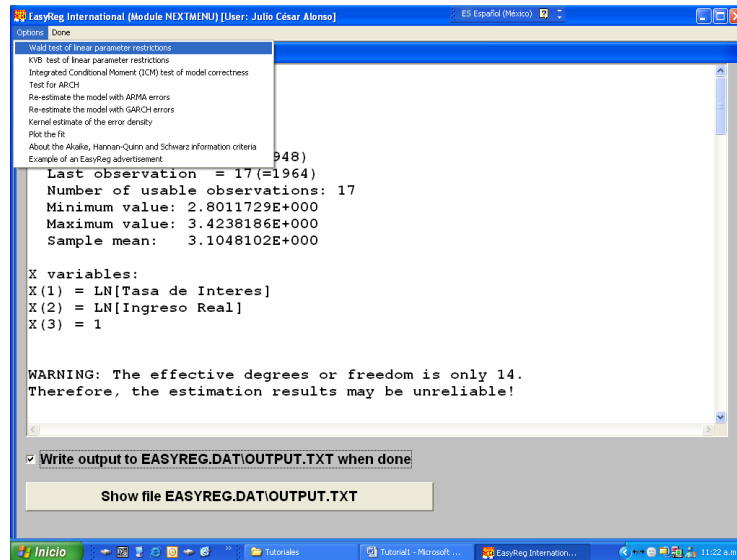 EasyReg International (Module NEXTMENU) [User: Julio César Alonso]
ES Español (México)
Options Done
Wald test of linear parameter restrictions
KVB test of linear parameter restrictions
Integrated Conditional Moment (ICM) test of model correctness
Test for ARCH
Re-estimate the model with ARMA errors
Re-estimate the model with GARCH errors
Kernel estimate of the error density
Plot the fit
About the Akaike, Hannan-Quinn and Schwarz information criteria
Example of an EasyReg advertisement
948)
Last observation = 17(=1964)
Number of usable observations: 17
Minimum value: 2.8011729E+000
Maximum value: 3.4238186E+000
Sample mean: 3.1048102E+000
X variables:
X(1) = LN[Tasa de Interes]
X(2) = LN[Ingreso Real]
X(3) = 1
WARNING: The effective degrees or freedom is only 14.
Therefore, the estimation results may be unreliable!
Write output to EASYREG.DAT\OUTPUT.TXT when done
Show file EASYREG.DAT\OUTPUT.TXT
Inicio
Tutoriales
Tutorial1 - Microsoft ...
EasyReg Internation...
11:22 a.m.